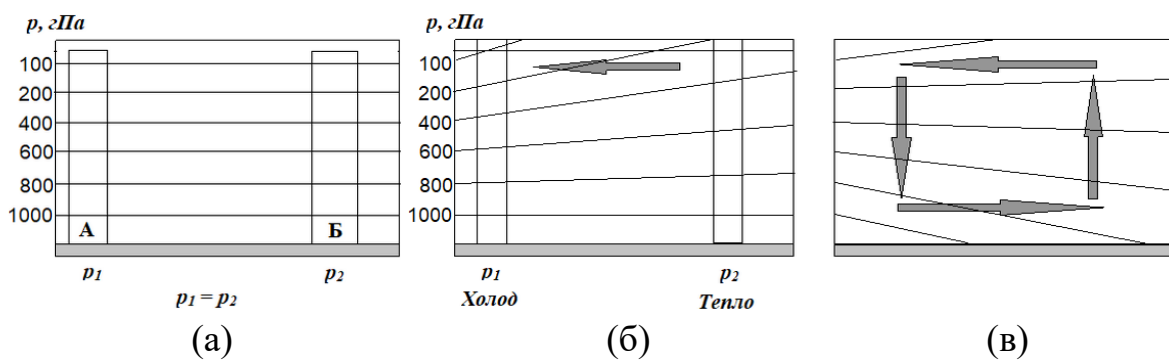 p, гПа
100
200
400
600
800
1000
А
Б
p1
p2
p1 = p2
(а)
p, гПа
100
200
400
600
800
1000
p1
p2
Холод
Тепло
(б)
(в)